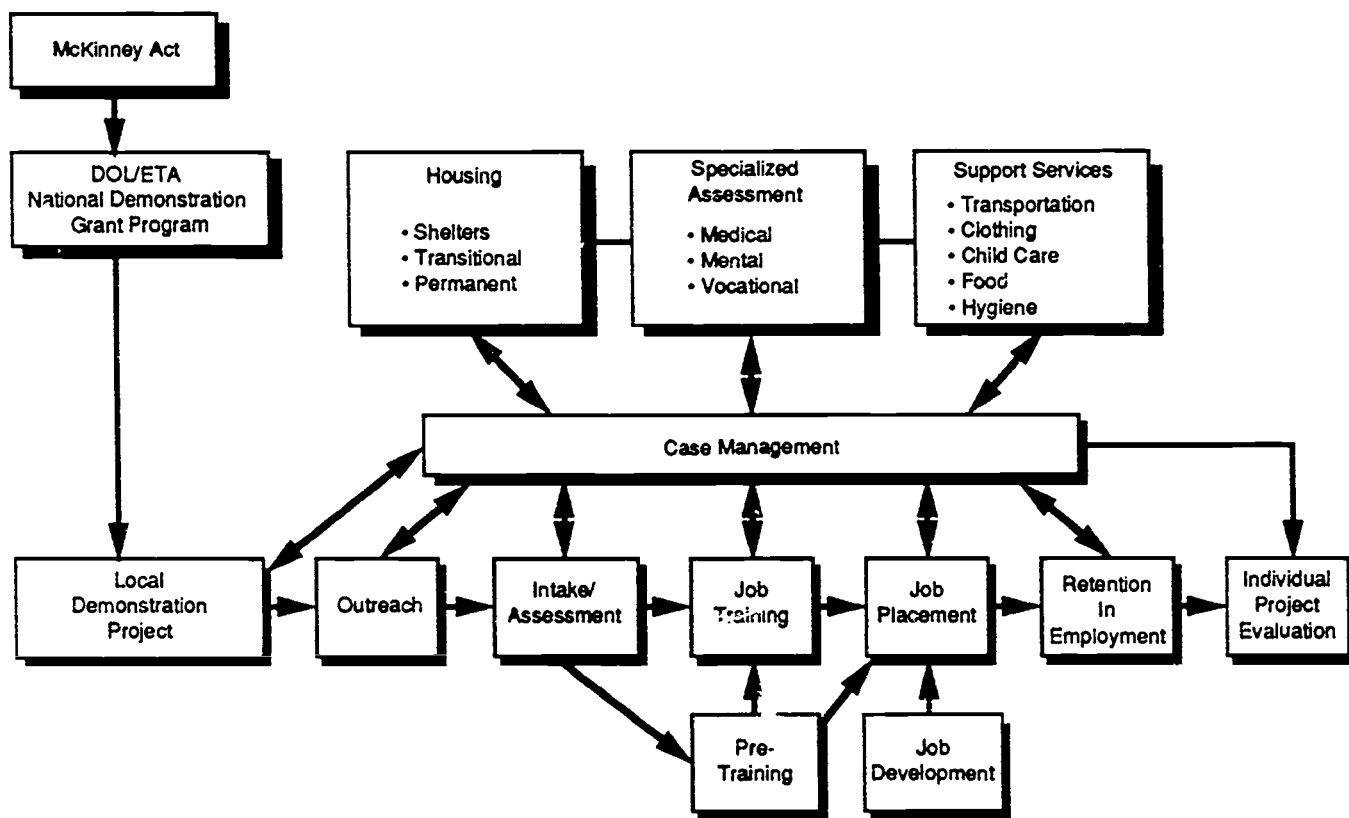 McKinney Act
DOL/ETA
National Demonstration
Grant Program
Housing
• Shelters
• Transitional
• Permanent
Specialized
Assessment
• Medical
• Mental
• Vocational
Support Services
• Transportation
• Clothing
• Child Care
• Food
• Hygiene
Case Management
Local
Demonstration
Project
Outreach
Intake/
Assessment
Job
Training
Job
Placement
Retention
In
Employment
Individual
Project
Evaluation
Pre-
Training
Job
Development